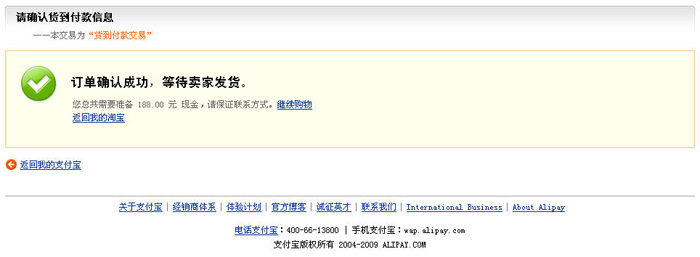 请确认货到付款信息
——本交易为“货到付款交易”
订单确认成功，等待卖家发货。
您总共需要准备 188.00 元 现金，请保证联系方式。继续购物
返回我的淘宝
返回我的支付宝
关于支付宝 | 经销商体系 | 体验计划 | 官方博客 | 诚征英才 | 联系我们 | International Business | About Alipay
电话支付宝：400-66-13800 | 手机支付宝：wap.alipay.com
支付宝版权所有 2004-2009 ALIPAY.COM